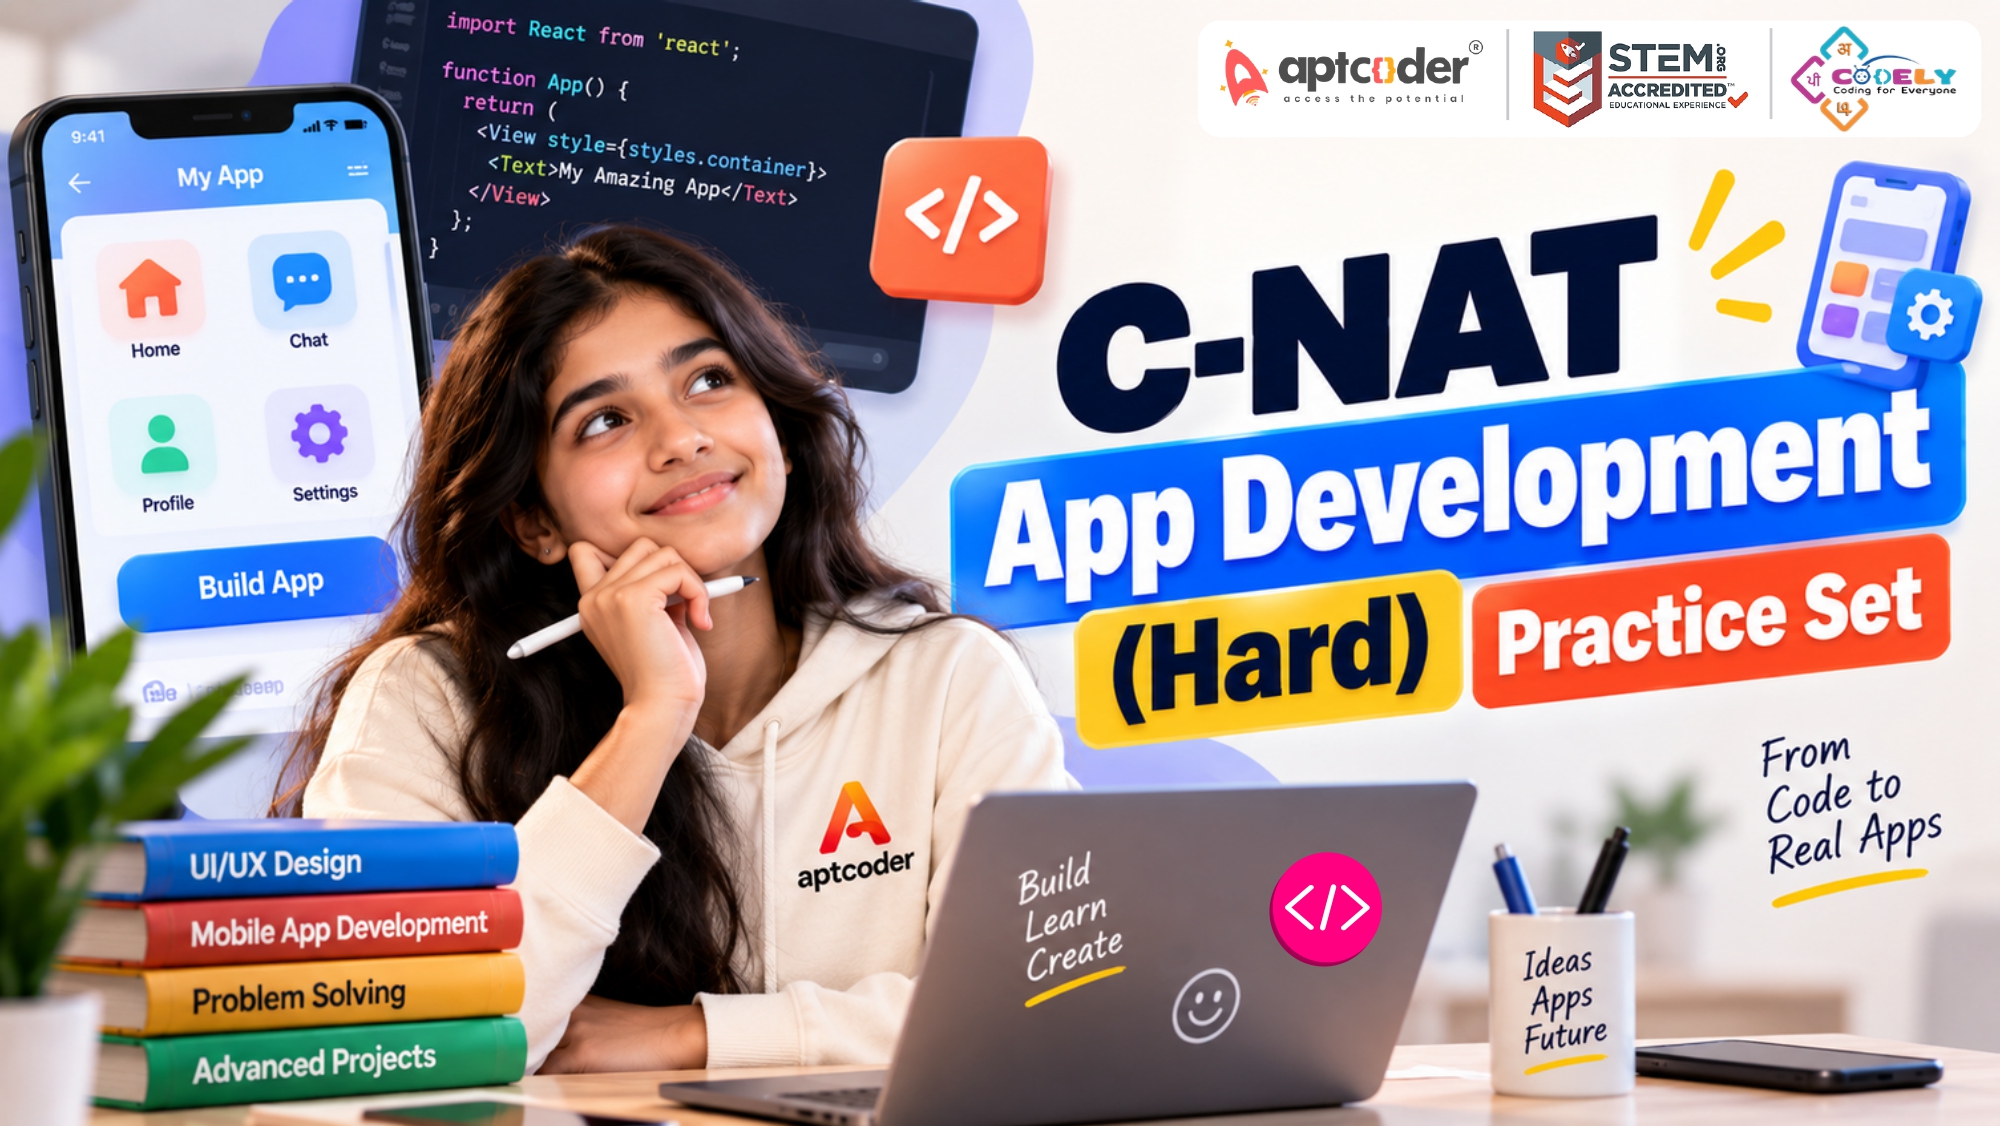 import React from 'react';
function App() {
return (
<View style={styles.container}>
<Text>My Amazing App</Text>
</View>
);
}
9:41
My App
Home
Chat
Profile
Settings
Build App
aptcoder®
access the potential
STEM.ORG
ACCREDITED™
EDUCATIONAL EXPERIENCE
अ
पी
CODELY
Coding for Everyone
C-NAT
App Development
(Hard)
Practice Set
From
Code to
Real Apps
UI/UX Design
Mobile App Development
Problem Solving
Advanced Projects
aptcoder
Build
Learn
Create
</>
</>
Ideas
Apps
Future